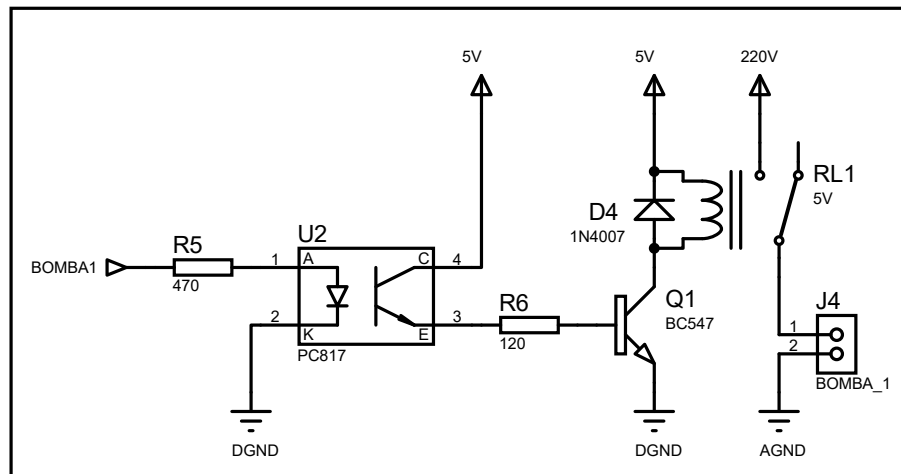 5V
5V
220V
RL1
5V
D4
1N4007
U2
R5
BOMBA1
470
1
A
C
4
2
K
E
3
PC817
R6
120
Q1
BC547
J4
1
2
BOMBA_1
DGND
DGND
AGND